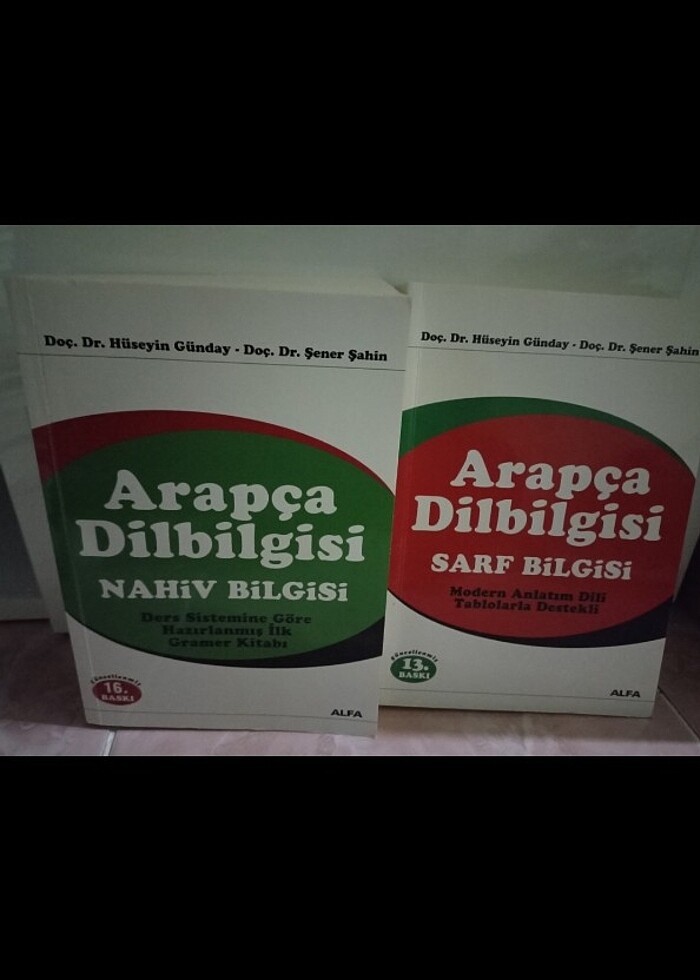 Doç. Dr. Hüseyin Günday - Doç. Dr. Şener Şahin
Arapça
Dilbilgisi
NAHiV BiLGiSi
Ders Sistemine Göre
Hazırlanmış İlk
Gramer Kitabı
Güncellenmiş
16.
BASKI
ALFA
Doç. Dr. Hüseyin Günday - Doç. Dr. Şener Şahin
Arapça
Dilbilgisi
SARF BiLGiSi
Modern Anlatım Dili
Tablolarla Destekli
Güncellenmiş
13.
BASKI
ALFA